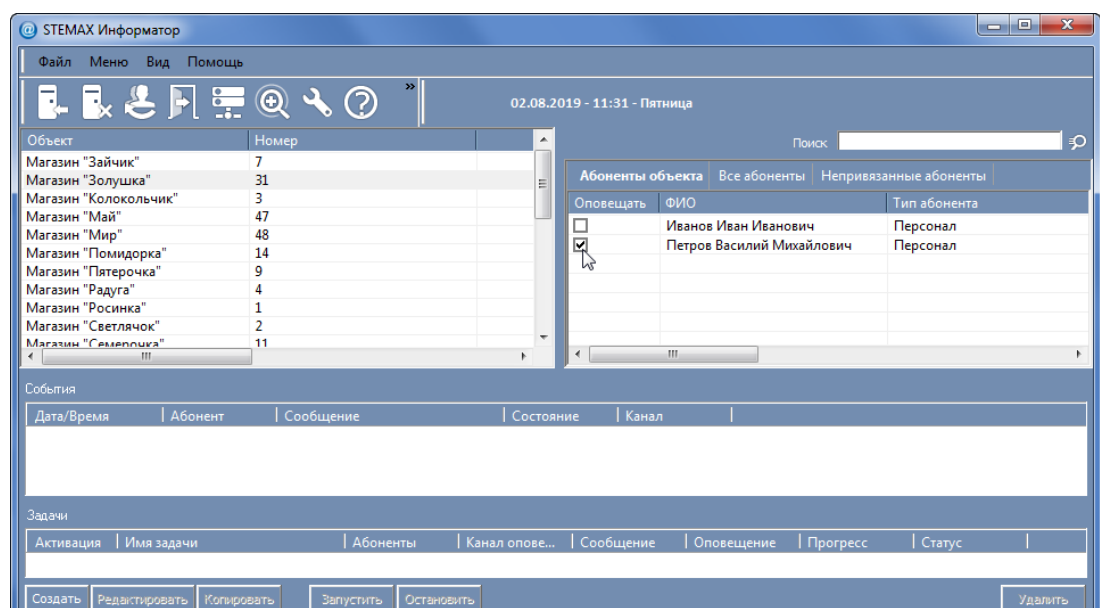 STEMAX Информатор
Файл Меню Вид Помощь
» 02.08.2019 - 11:31 - Пятница
Объект Номер
Магазин "Зайчик" 7
Магазин "Золушка" 31
Магазин "Колокольчик" 3
Магазин "Май" 47
Магазин "Мир" 48
Магазин "Помидорка" 14
Магазин "Пятерочка" 9
Магазин "Радуга" 4
Магазин "Росинка" 1
Магазин "Светлячок" 2
Магазин "Семерочка" 11
Поиск
Абоненты объекта Все абоненты Непривязанные абоненты
Оповещать ФИО Тип абонента
Иванов Иван Иванович Персонал
Петров Василий Михайлович Персонал
События
Дата/Время Абонент Сообщение Состояние Канал
Задачи
Активация Имя задачи Абоненты Канал опове... Сообщение Оповещение Прогресс Статус
Создать Редактировать Копировать Запустить Остановить Удалить